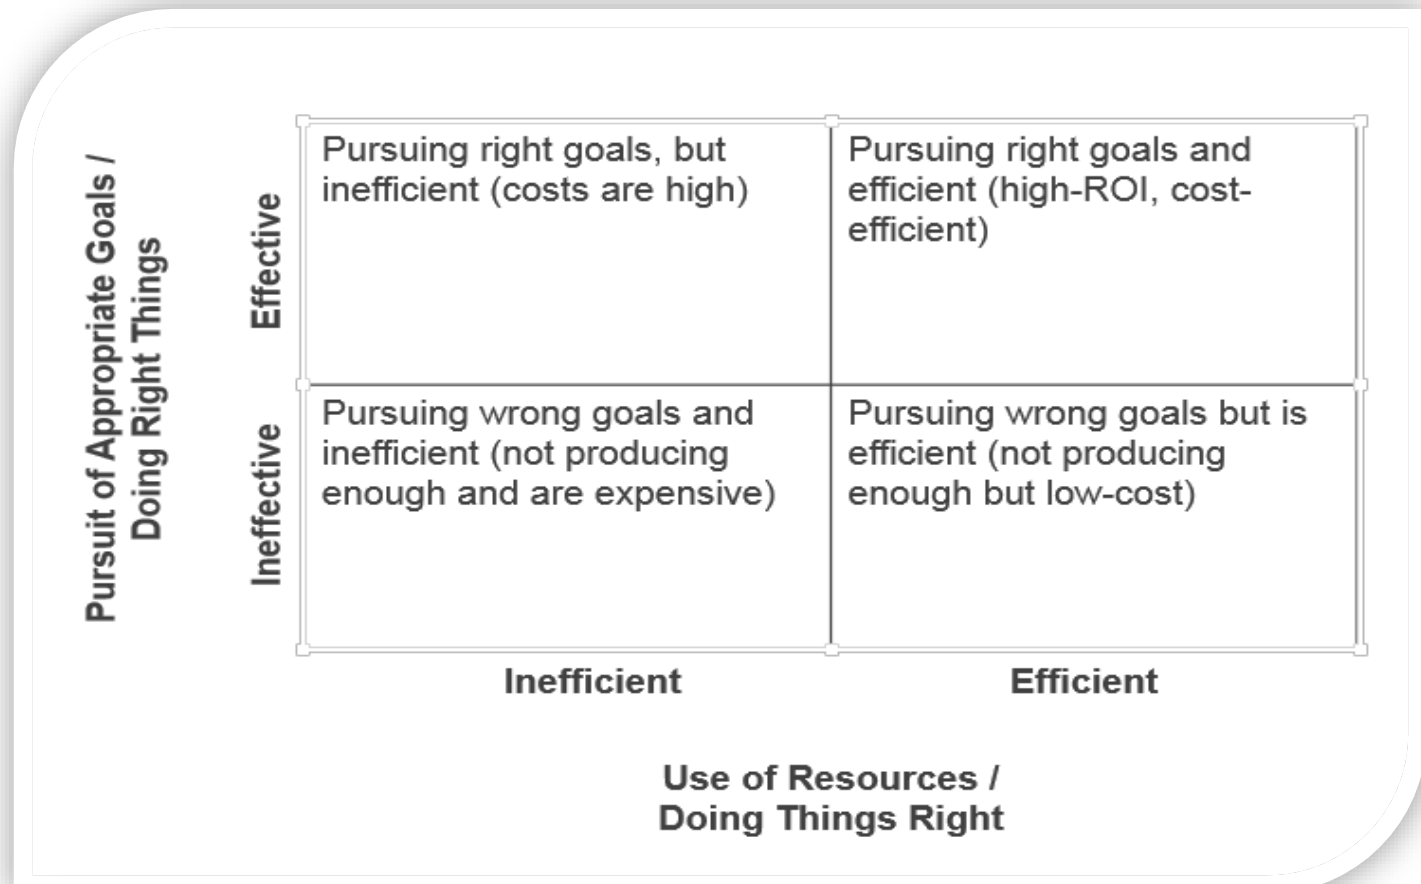 Pursuit of Appropriate Goals /
Doing Right Things
Effective
Pursuing right goals, but
inefficient (costs are high)
Pursuing right goals and
efficient (high-ROI, cost-
efficient)
Ineffective
Pursuing wrong goals and
inefficient (not producing
enough and are expensive)
Pursuing wrong goals but is
efficient (not producing
enough but low-cost)
Inefficient
Efficient
Use of Resources /
Doing Things Right